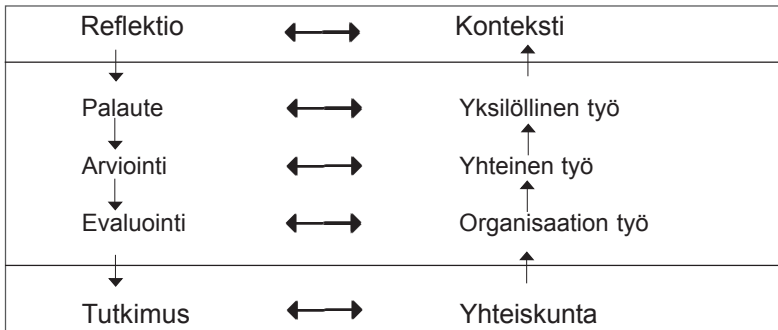 Reflektio Konteksti
Palaute Yksilöllinen työ
Arviointi Yhteinen työ
Evaluointi Organisaation työ
Tutkimus Yhteiskunta